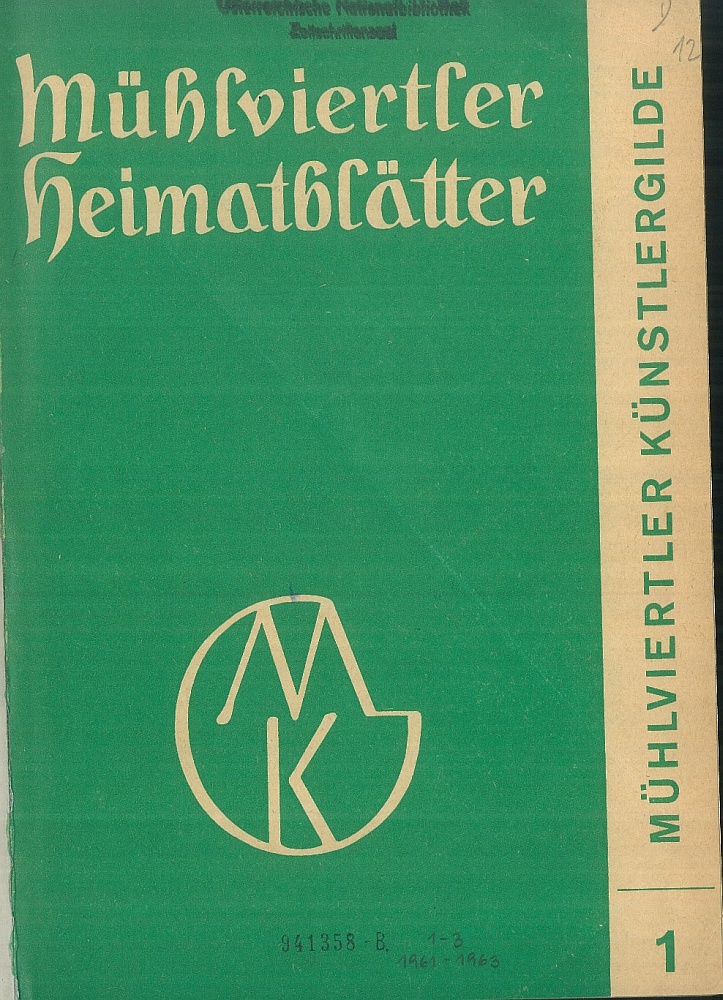 Österreichische Nationalbibliothek
Zeitschriftensaal
12
Mühlviertler
Heimatblätter
MÜHLVIERTLER KÜNSTLERGILDE
MK
941358-B. 1-3
1961-1963
1